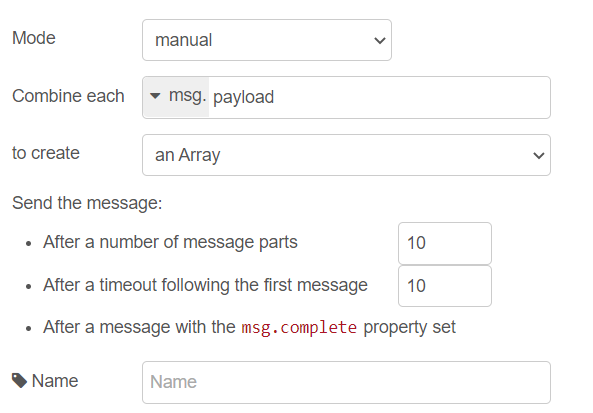 Mode manual
Combine each msg. payload
to create an Array
Send the message:
• After a number of message parts 10
• After a timeout following the first message 10
• After a message with the msg.complete property set
Name Name